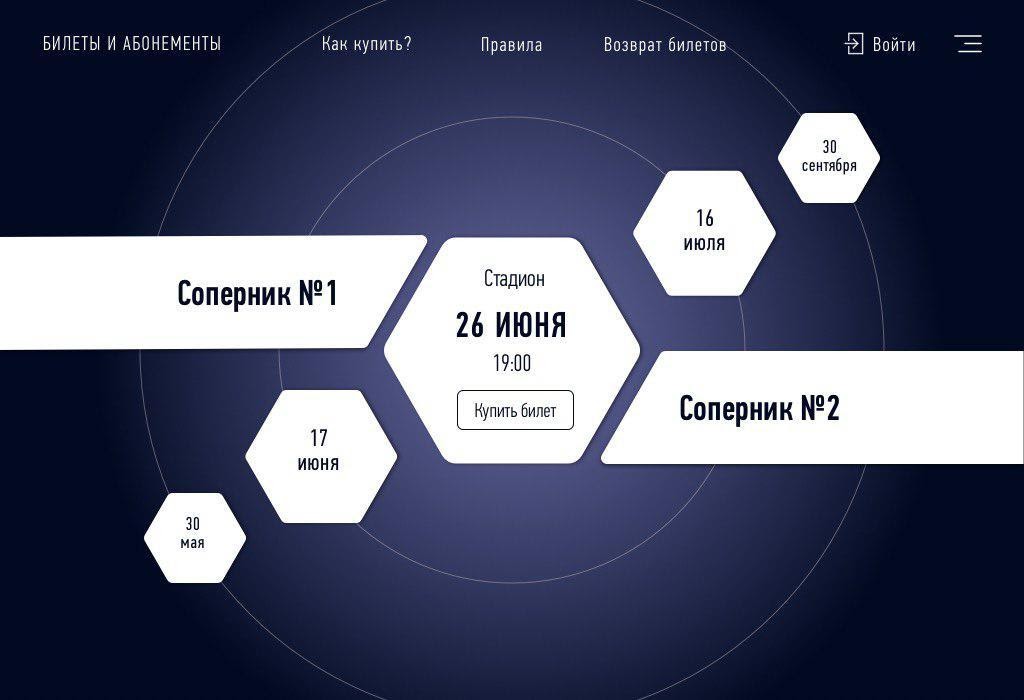 БИЛЕТЫ И АБОНЕМЕНТЫ
Как купить?
Правила
Возврат билетов
Войти
30
сентября
16
июля
Соперник №1
Стадион
26 ИЮНЯ
19:00
Купить билет
Соперник №2
17
июня
30
мая